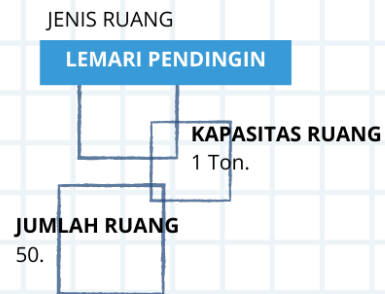 JENIS RUANG
LEMARI PENDINGIN
KAPASITAS RUANG
1 Ton.
JUMLAH RUANG
50.